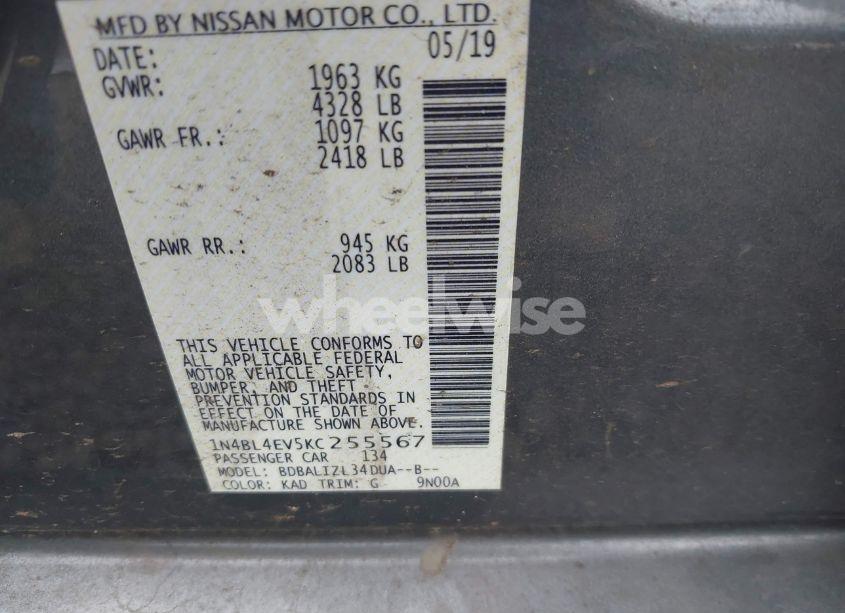 MFD BY NISSAN MOTOR CO., LTD.
DATE: 05/19
GVWR: 1963 KG
4328 LB
GAWR FR.: 1097 KG
2418 LB
GAWR RR.: 945 KG
2083 LB
wheelwise
THIS VEHICLE CONFORMS TO
ALL APPLICABLE FEDERAL
MOTOR VEHICLE SAFETY,
BUMPER, AND THEFT
PREVENTION STANDARDS IN
EFFECT ON THE DATE OF
MANUFACTURE SHOWN ABOVE.
1N4BL4EV5KC255567
PASSENGER CAR 134
MODEL: BDBALIZL34DUA--B--
COLOR: KAD TRIM: G 9N00A